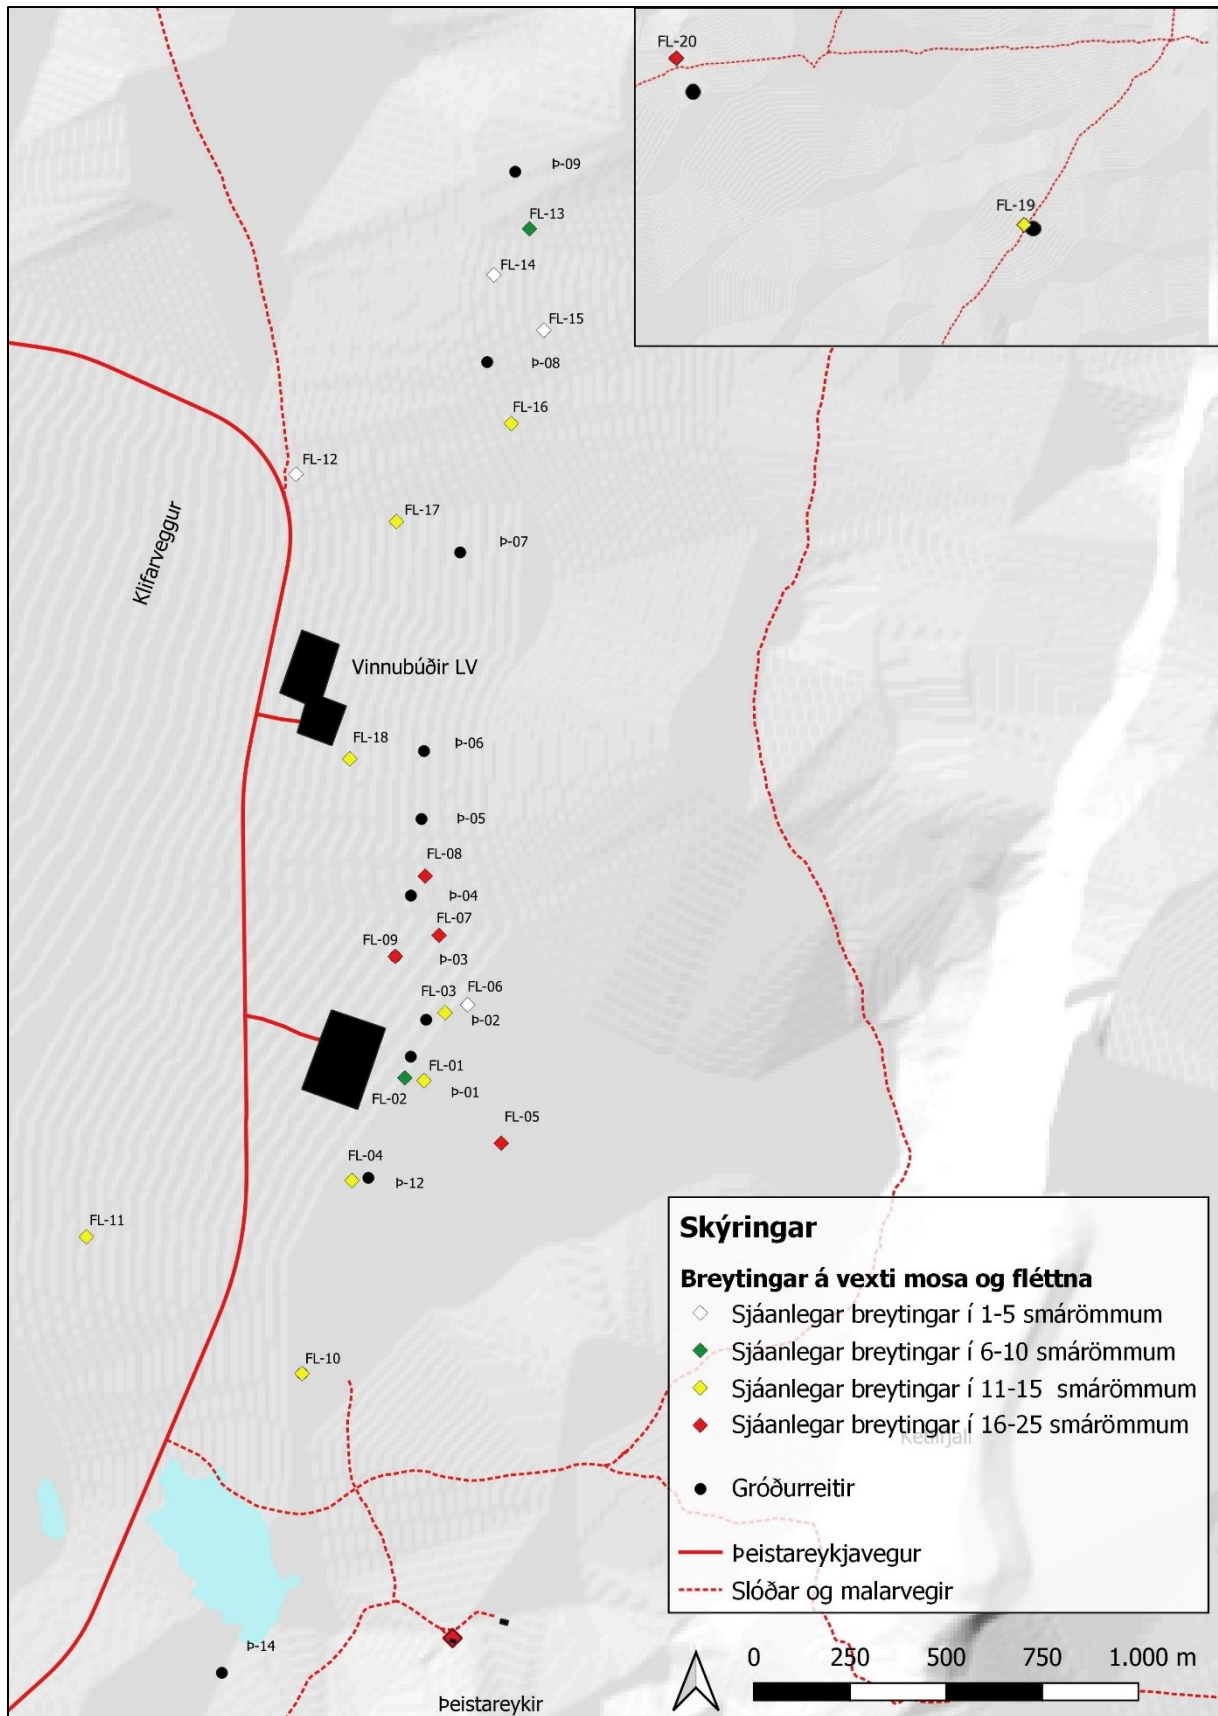 FL-20
FL-19
Þ-09
FL-13
FL-14
FL-15
Þ-08
FL-16
FL-12
FL-17
Þ-07
Klifarveggur
Vinnubúðir LV
FL-18
Þ-06
Þ-05
FL-08
Þ-04
FL-07
FL-09
Þ-03
FL-06
FL-03
Þ-02
FL-01
FL-02
Þ-01
FL-05
FL-04
Þ-12
FL-11
FL-10
Þ-14
Þeistareykir
Skýringar
Breytingar á vexti mosa og fléttna
Sjáanlegar breytingar í 1-5 smárömmum
Sjáanlegar breytingar í 6-10 smárömmum
Sjáanlegar breytingar í 11-15 smárömmum
Sjáanlegar breytingar í 16-25 smárömmum
Ketilfjall
Gróðurreitir
Þeistareykjavegur
Slóðar og malarvegir
0 250 500 750 1.000 m